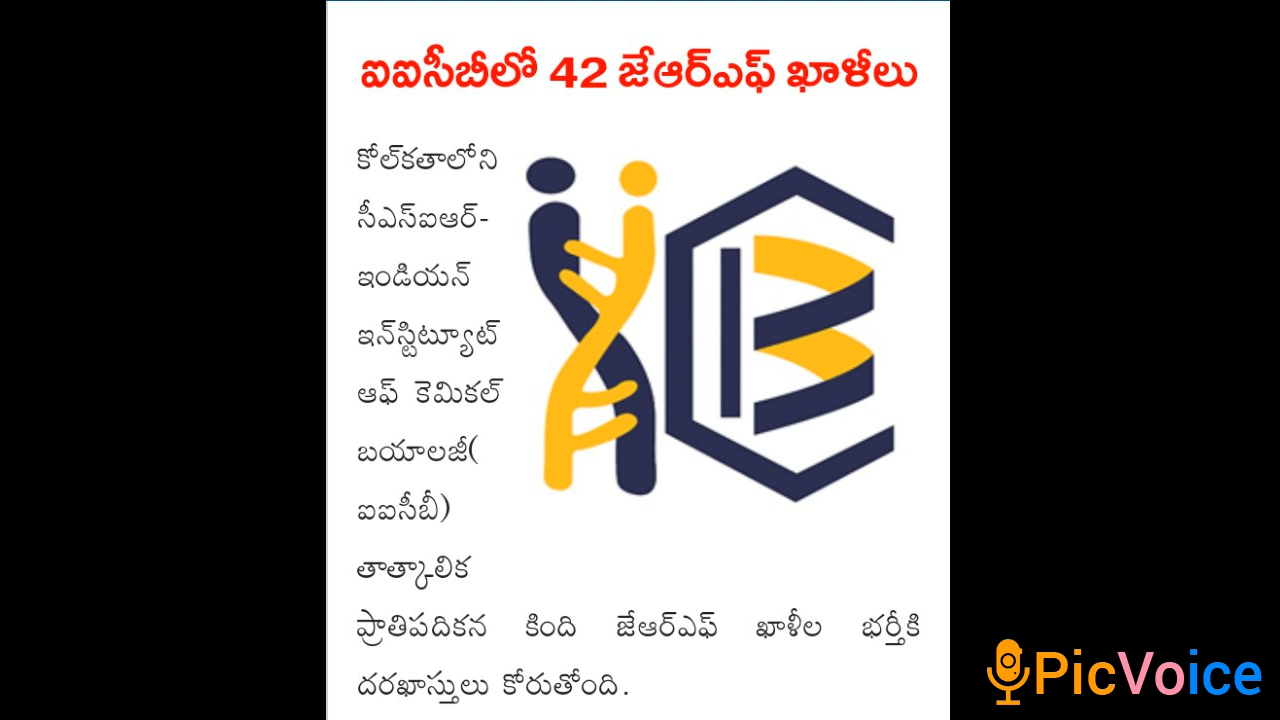 ఐఐసీబీలో 42 జేఆర్ఎఫ్ ఖాళీలు
కోల్‌కతాలోని
సీఎస్ఐఆర్-
ఇండియన్
ఇన్‌స్టిట్యూట్
ఆఫ్ కెమికల్
బయాలజీ(
ఐఐసీబీ)
తాత్కాలిక
ప్రాతిపదికన కింది జేఆర్ఎఫ్ ఖాళీల భర్తీకి
దరఖాస్తులు కోరుతోంది.
PicVoice